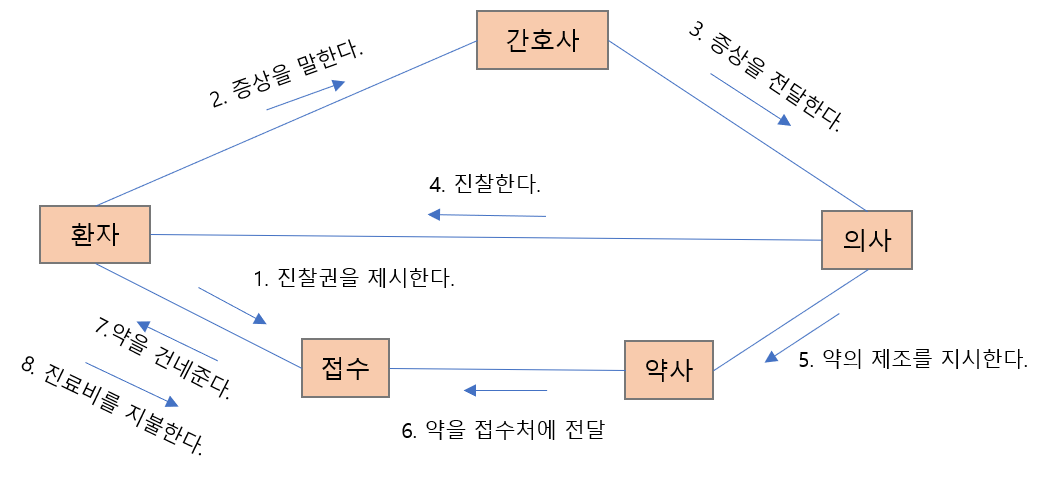 간호사
2. 증상을 말한다.
3. 증상을 전달한다.
4. 진찰한다.
환자
의사
1. 진찰권을 제시한다.
7.약을 건네준다.
8. 진료비를 지불한다.
접수
약사
5. 약의 제조를 지시한다.
6. 약을 접수처에 전달